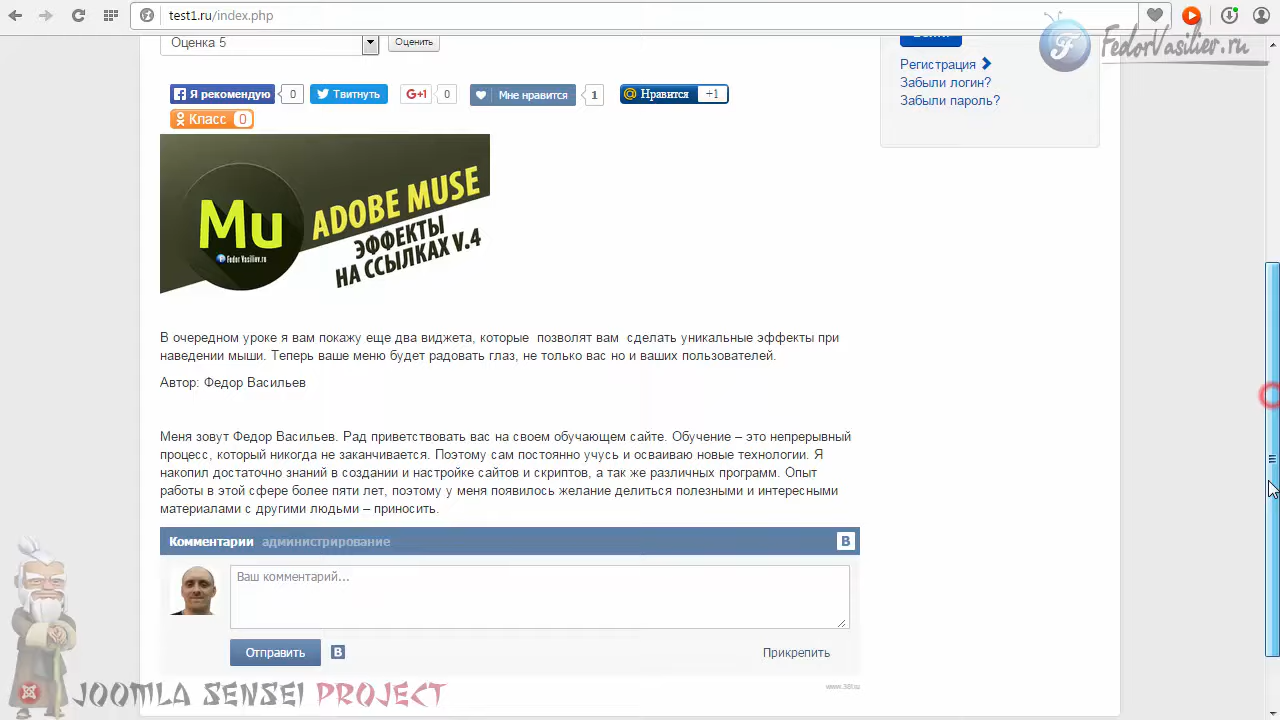 test1.ru/index.php
FedorVasiliev.ru
Оценка 5
Оценить
Войти
Регистрация
Забыли логин?
Забыли пароль?
Я рекомендую 0
Твитнуть
G+1 0
Мне нравится 1
Нравится +1
Класс 0
Mu
Fedor Vasiliev.ru
ADOBE MUSE
ЭФФЕКТЫ
НА ССЫЛКАХ V.4
В очередном уроке я вам покажу еще два виджета, которые позволят вам сделать уникальные эффекты при
наведении мыши. Теперь ваше меню будет радовать глаз, не только вас но и ваших пользователей.
Автор: Федор Васильев
Меня зовут Федор Васильев. Рад приветствовать вас на своем обучающем сайте. Обучение – это непрерывный
процесс, который никогда не заканчивается. Поэтому сам постоянно учусь и осваиваю новые технологии. Я
накопил достаточно знаний в создании и настройке сайтов и скриптов, а так же различных программ. Опыт
работы в этой сфере более пяти лет, поэтому у меня появилось желание делиться полезными и интересными
материалами с другими людьми – приносить.
Комментарии администрирование
B
Ваш комментарий...
Отправить B
Прикрепить
JOOMLA SENSEI PROJECT